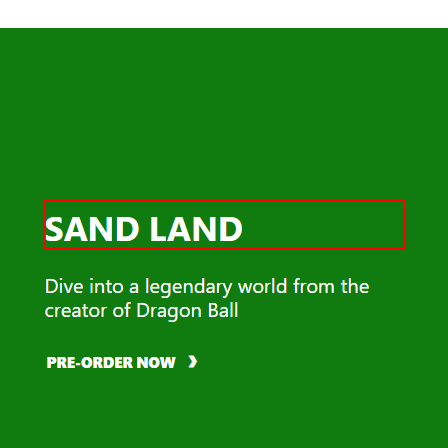 SAND LAND
Dive into a legendary world from the
creator of Dragon Ball
PRE-ORDER NOW